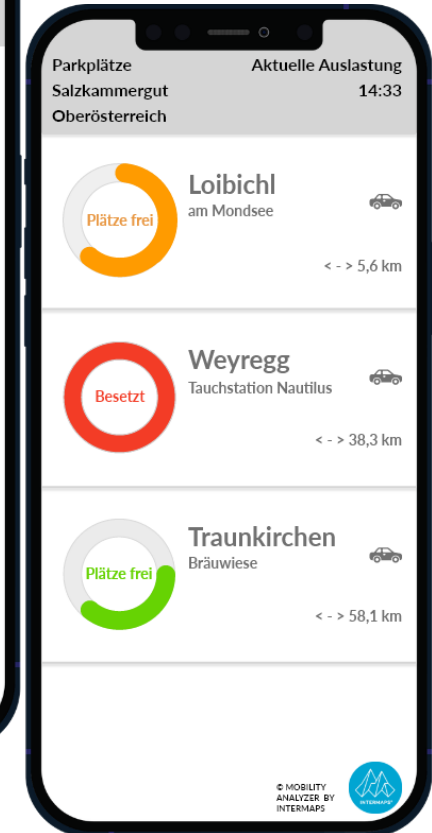 Parkplätze
Salzkammergut
Oberösterreich
Aktuelle Auslastung
14:33
Plätze frei
Loibichl
am Mondsee
< - > 5,6 km
Besetzt
Weyregg
Tauchstation Nautilus
< - > 38,3 km
Plätze frei
Traunkirchen
Bräuwiese
< - > 58,1 km
© MOBILITY
ANALYZER BY
INTERMAPS
INTERMAPS®